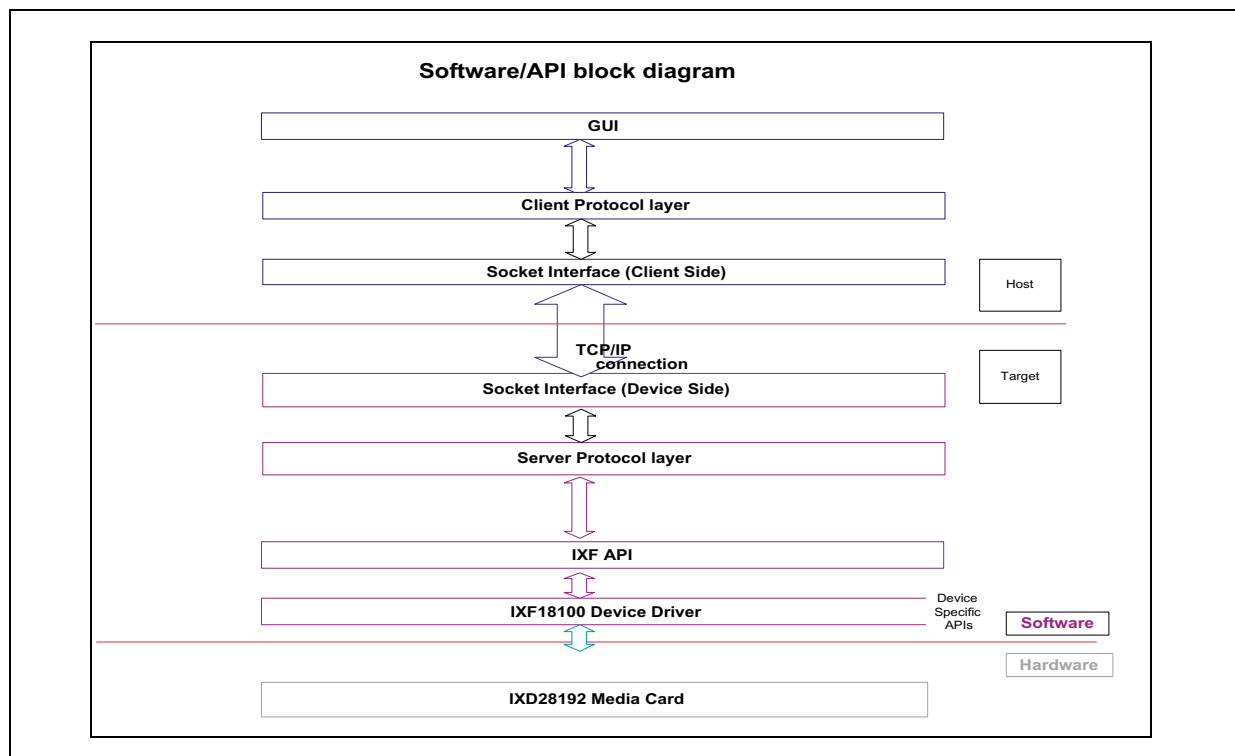 Software/API block diagram
GUI
Client Protocol layer
Socket Interface (Client Side)
Host
TCP/IP
connection
Target
Socket Interface (Device Side)
Server Protocol layer
IXF API
IXF18100 Device Driver
Device
Specific
APIs
Software
Hardware
IXD28192 Media Card